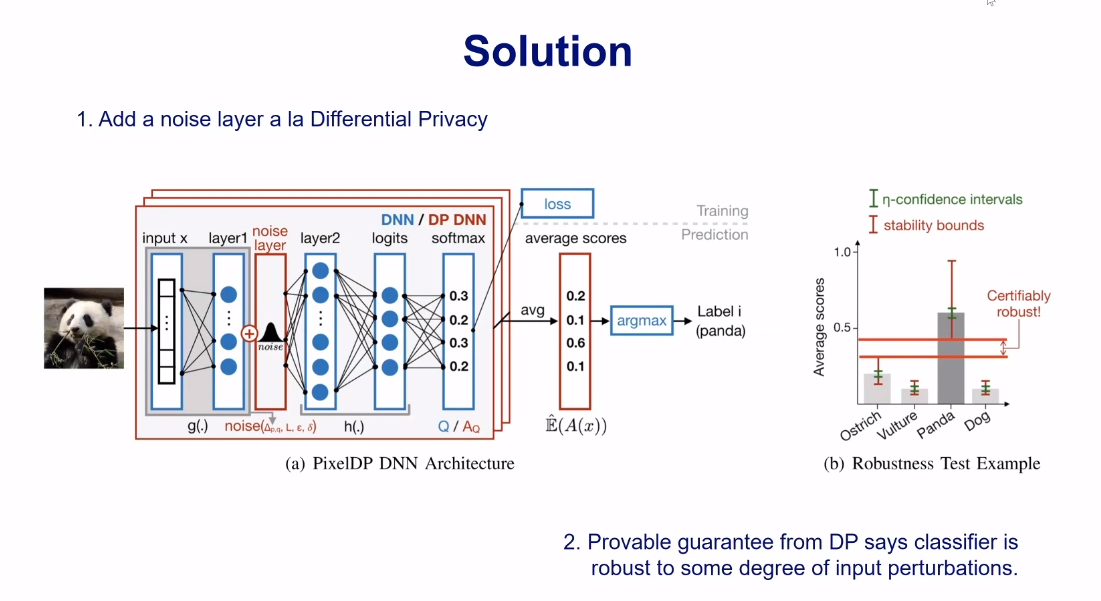 Solution
1. Add a noise layer a la Differential Privacy
DNN / DP DNN
input x
layer1
noise
layer
layer2
logits
softmax
noise
0.3
0.2
0.3
0.2
g(.)
noise(Δp,q, L, ε, δ)
h(.)
Q / AQ
loss
Training
Prediction
average scores
avg
0.2
0.1
0.6
0.1
argmax
Label i
(panda)
Ê(A(x))
(a) PixelDP DNN Architecture
η-confidence intervals
stability bounds
1.0
0.5
Average scores
Certifiably
robust!
Ostrich
Vulture
Panda
Dog
(b) Robustness Test Example
2. Provable guarantee from DP says classifier is
robust to some degree of input perturbations.